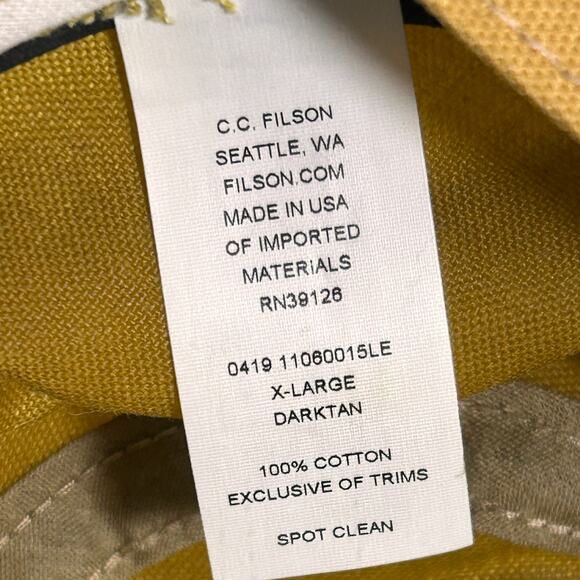 C.C. FILSON
SEATTLE, WA
FILSON.COM
MADE IN USA
OF IMPORTED
MATERIALS
RN39126
0419 11060015LE
X-LARGE
DARKTAN
100% COTTON
EXCLUSIVE OF TRIMS
SPOT CLEAN